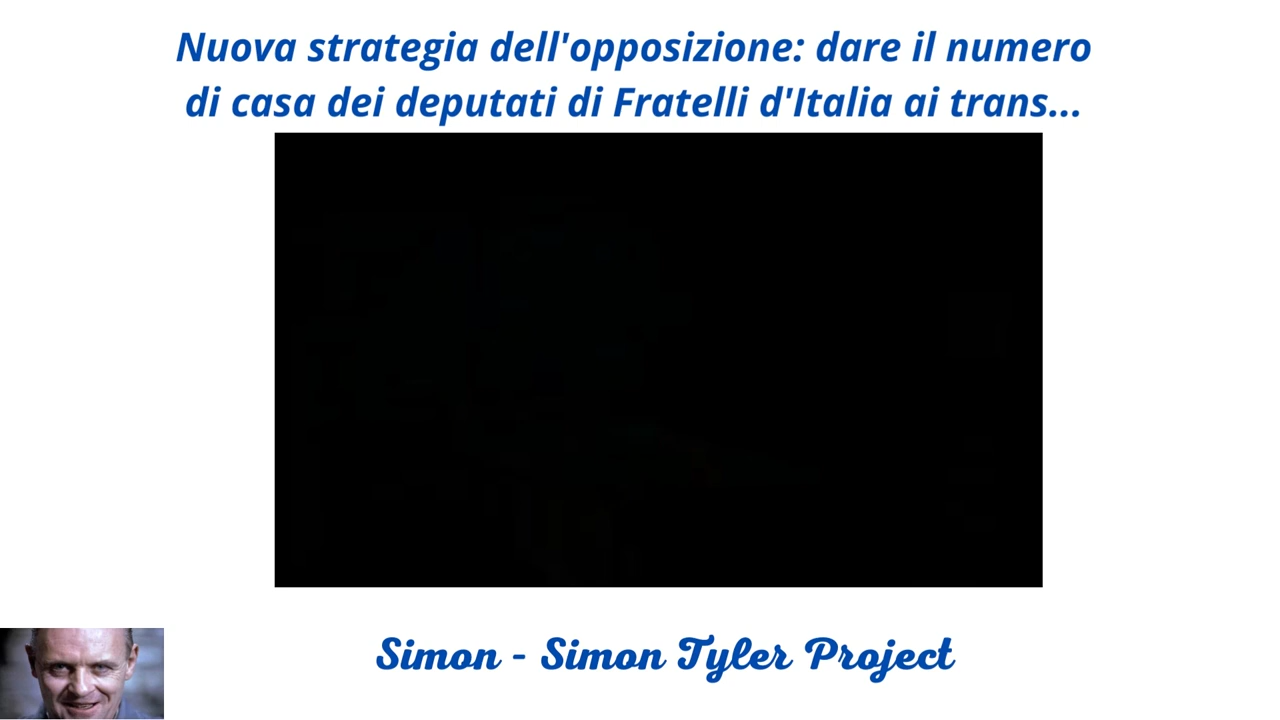 Nuova strategia dell'opposizione: dare il numero
di casa dei deputati di Fratelli d'Italia ai trans...
Simon - Simon Tyler Project